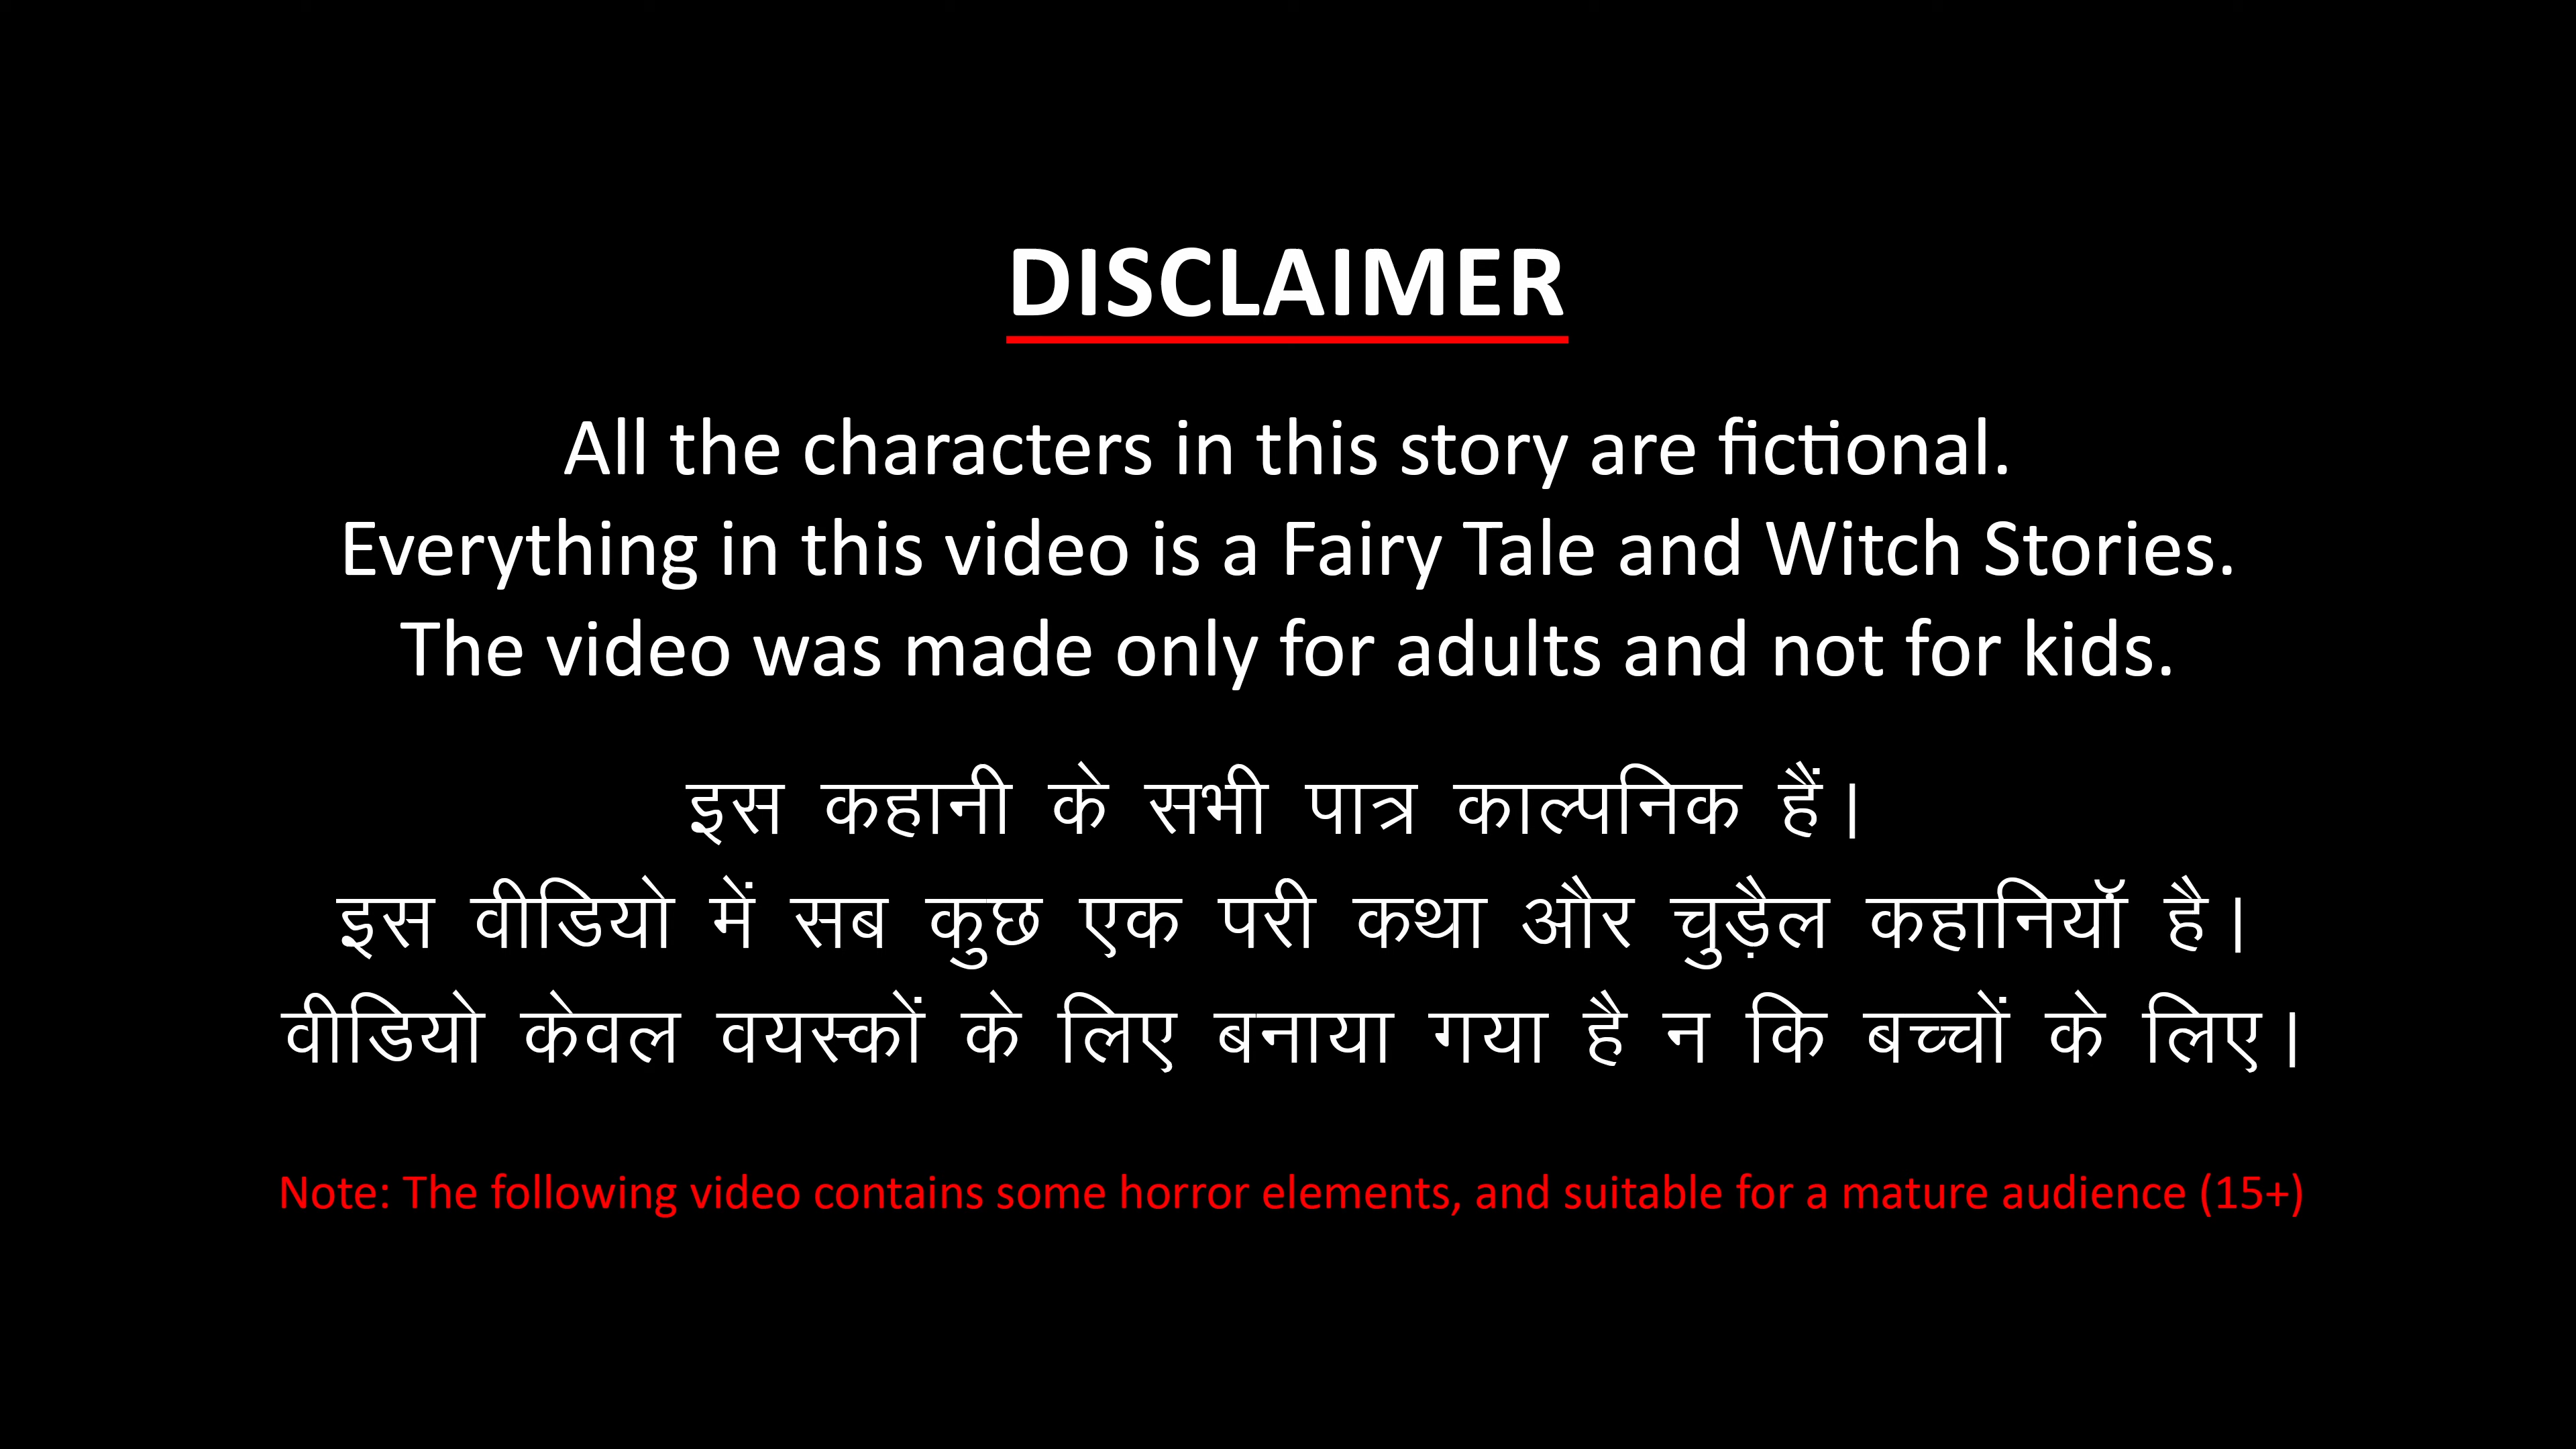 DISCLAIMER
All the characters in this story are fictional.
Everything in this video is a Fairy Tale and Witch Stories.
The video was made only for adults and not for kids.
इस कहानी के सभी पात्र काल्पनिक हैं।
इस वीडियो में सब कुछ एक परी कथा और चुड़ैल कहानियॉ है।
वीडियो केवल वयस्कों के लिए बनाया गया है न कि बच्चों के लिए।
Note: The following video contains some horror elements, and suitable for a mature audience (15+)